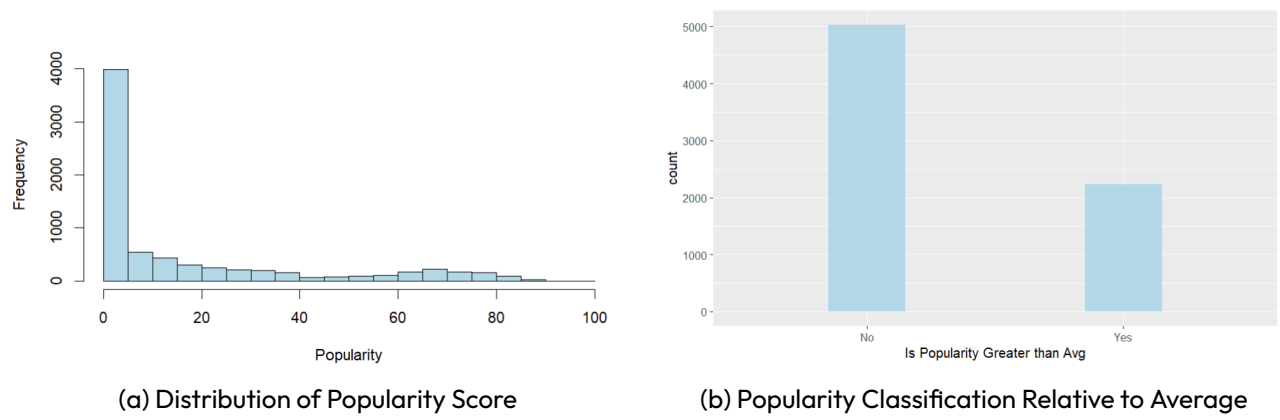 4000
3000
2000
1000
0
Frequency
0 20 40 60 80 100
Popularity
(a) Distribution of Popularity Score
5000
4000
3000
2000
1000
0
count
No Yes
Is Popularity Greater than Avg
(b) Popularity Classification Relative to Average